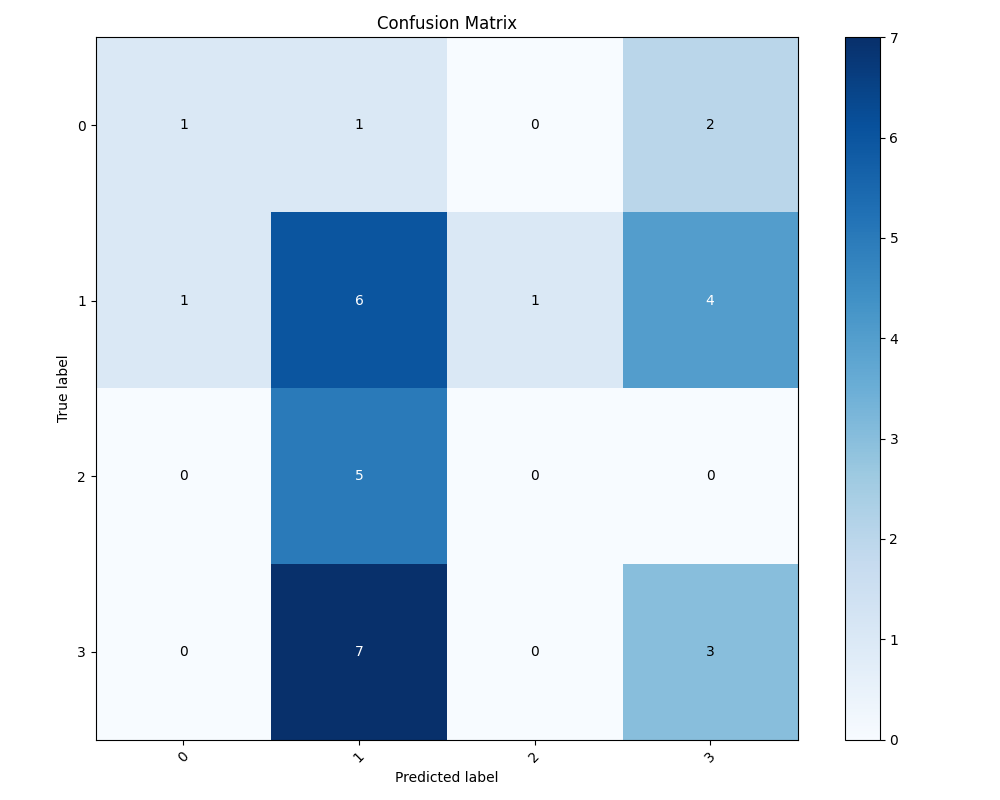 Confusion Matrix
0 1 1 0 2
1 1 6 1 4
2 0 5 0 0
3 0 7 0 3
0 1 2 3
True label
Predicted label
7
6
5
4
3
2
1
0